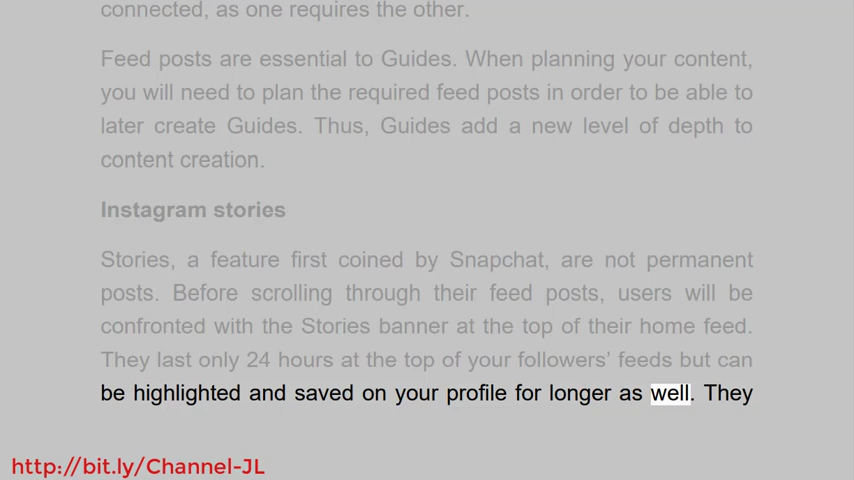 connected, as one requires the other.
Feed posts are essential to Guides. When planning your content,
you will need to plan the required feed posts in order to be able to
later create Guides. Thus, Guides add a new level of depth to
content creation.
Instagram stories
Stories, a feature first coined by Snapchat, are not permanent
posts. Before scrolling through their feed posts, users will be
confronted with the Stories banner at the top of their home feed.
They last only 24 hours at the top of your followers’ feeds but can
be highlighted and saved on your profile for longer as well. They
http://bit.ly/Channel-JL